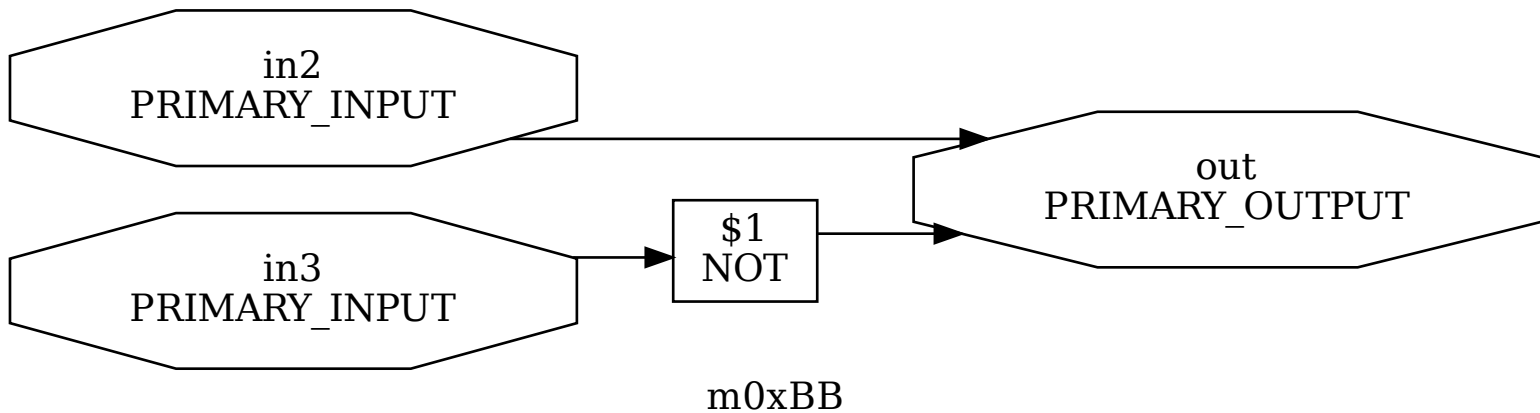 in2
PRIMARY_INPUT
in3
PRIMARY_INPUT
$1
NOT
out
PRIMARY_OUTPUT
m0xBB